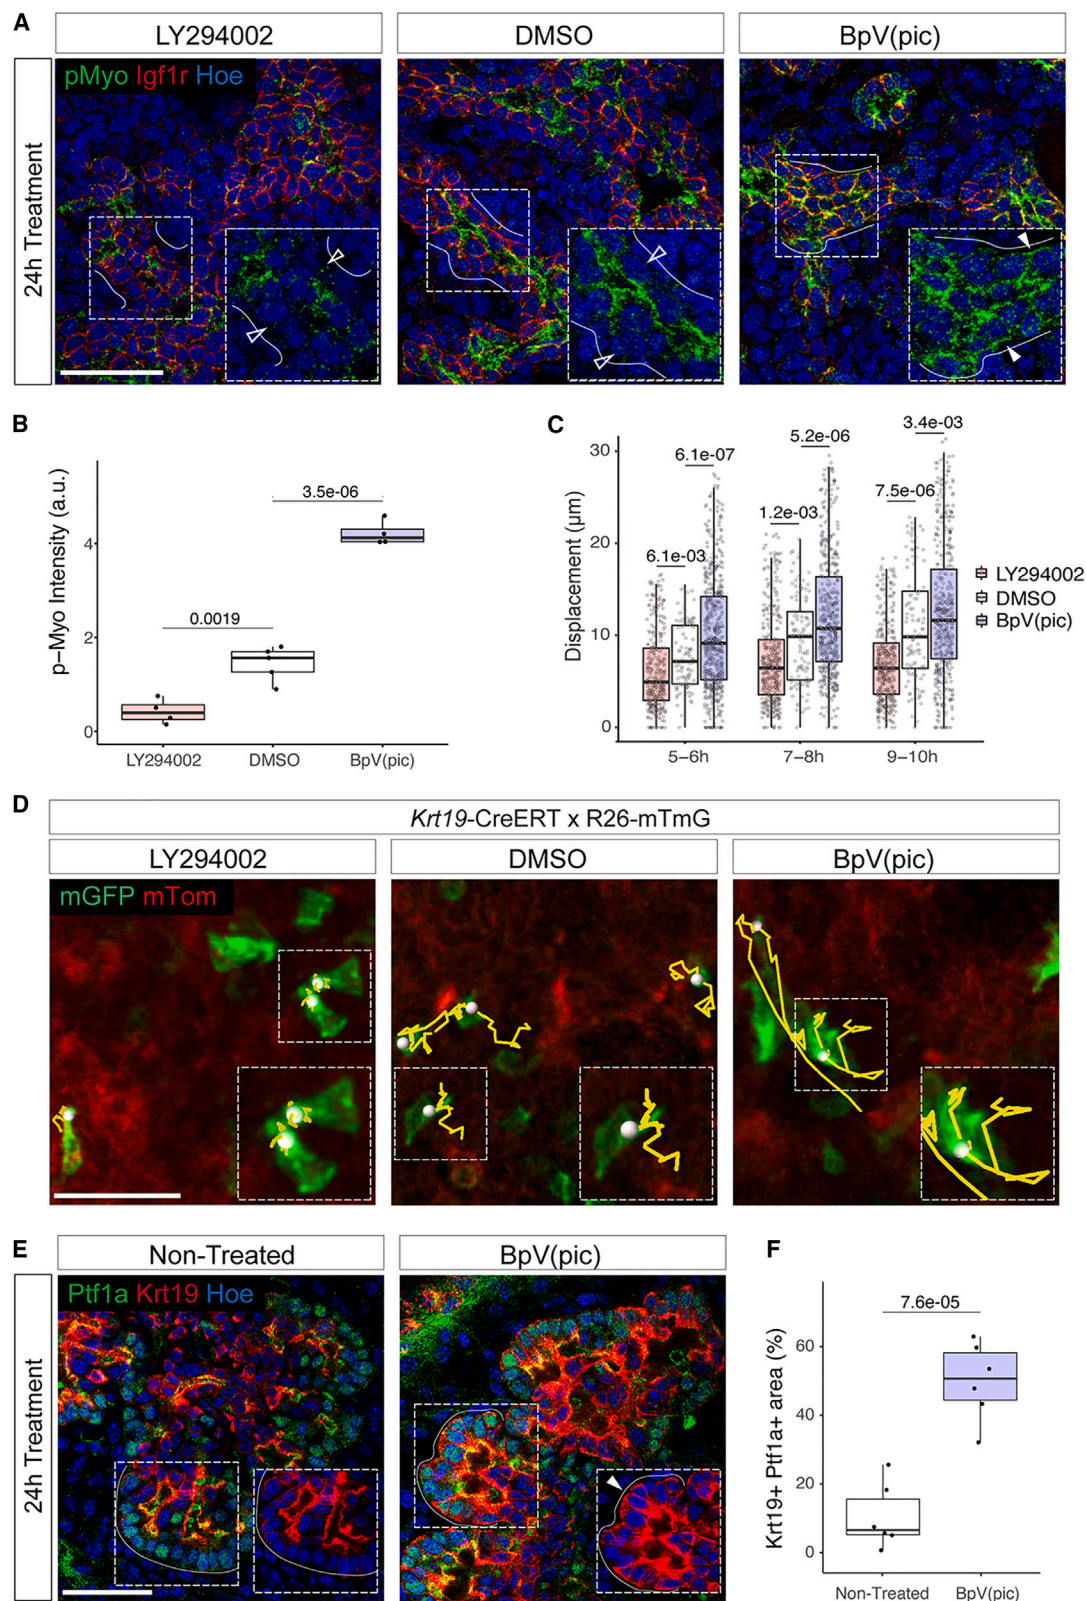 A
LY294002
DMSO
BpV(pic)
24h Treatment
pMyo Igf1r Hoe
B
p–Myo Intensity (a.u.)
4
2
0
0.0019
3.5e-06
LY294002
DMSO
BpV(pic)
C
Displacement (µm)
30
20
10
0
6.1e-03
6.1e-07
1.2e-03
5.2e-06
7.5e-06
3.4e-03
5–6h
7–8h
9–10h
LY294002
DMSO
BpV(pic)
D
Krt19-CreERT x R26-mTmG
LY294002
DMSO
BpV(pic)
mGFP mTom
E
Non-Treated
BpV(pic)
24h Treatment
Ptf1a Krt19 Hoe
F
Krt19+ Ptf1a+ area (%)
60
40
20
0
7.6e-05
Non-Treated
BpV(pic)